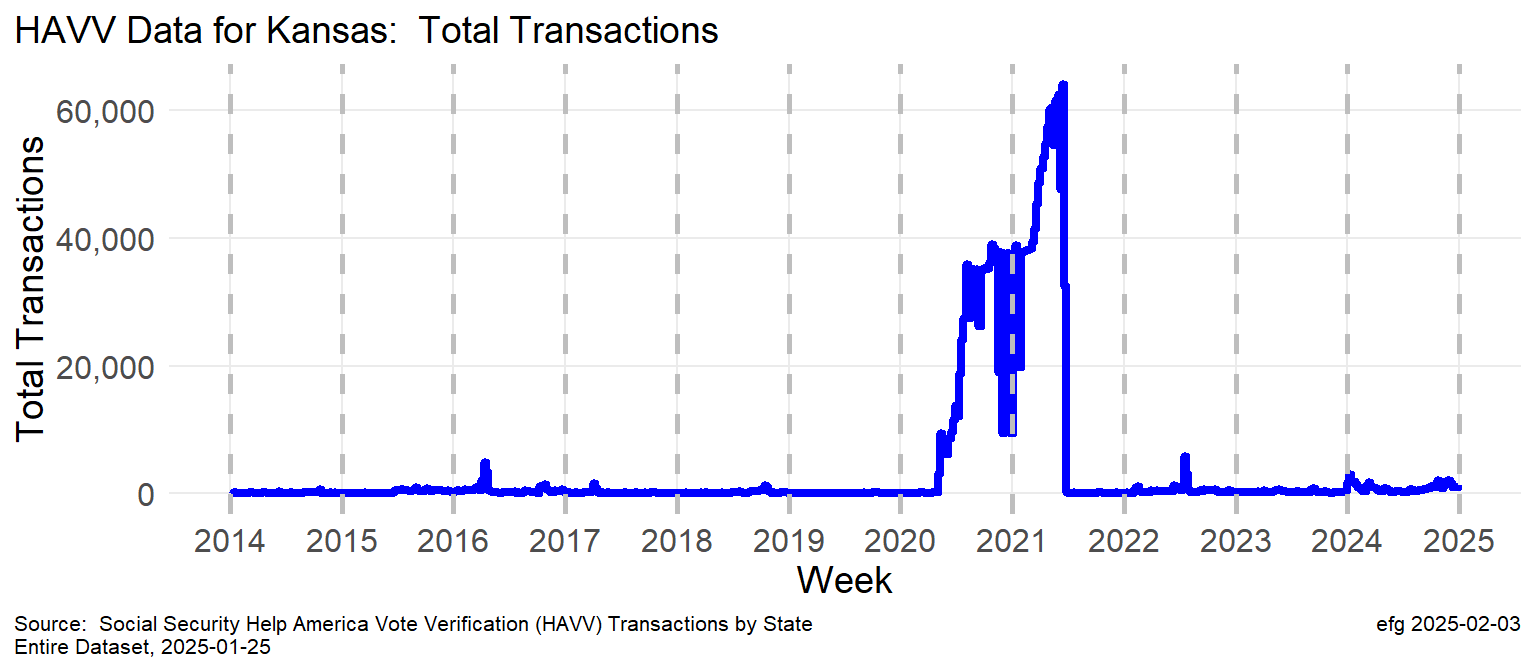 HAVV Data for Kansas:  Total Transactions
Total Transactions
60,000
40,000
20,000
0
2014 2015 2016 2017 2018 2019 2020 2021 2022 2023 2024 2025
Week
Source:  Social Security Help America Vote Verification (HAVV) Transactions by State
Entire Dataset, 2025-01-25
efg 2025-02-03